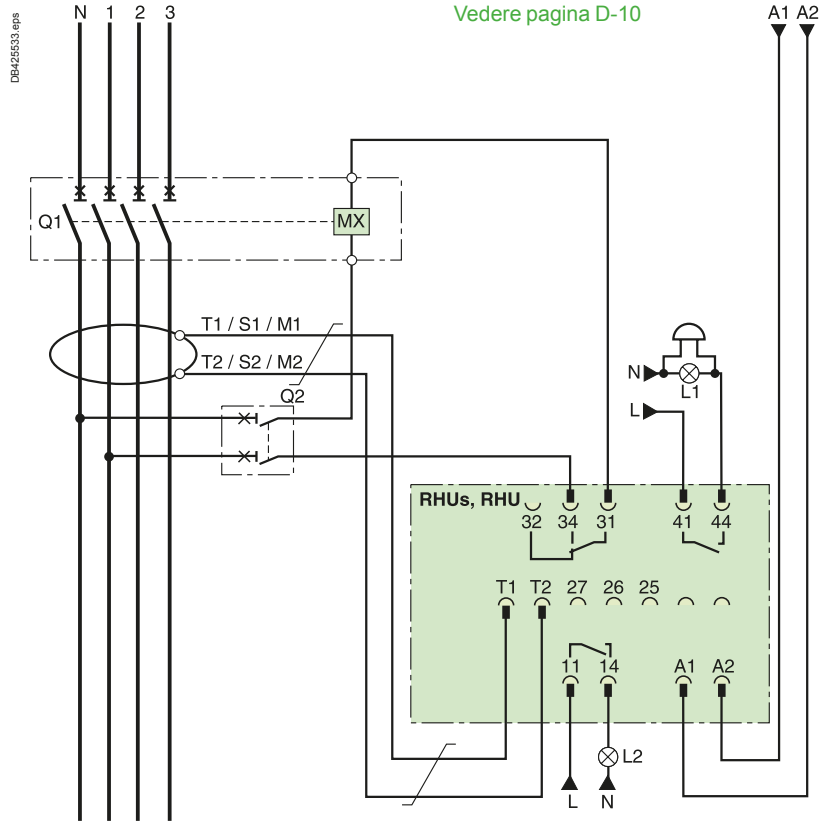 DB425533.eps
N 1 2 3
Vedere pagina D-10
A1 A2
Q1
MX
T1 / S1 / M1
T2 / S2 / M2
N
L1
L
Q2
RHUs, RHU
32 34 31 41 44
T1 T2 27 26 25
11 14 A1 A2
L2
L N